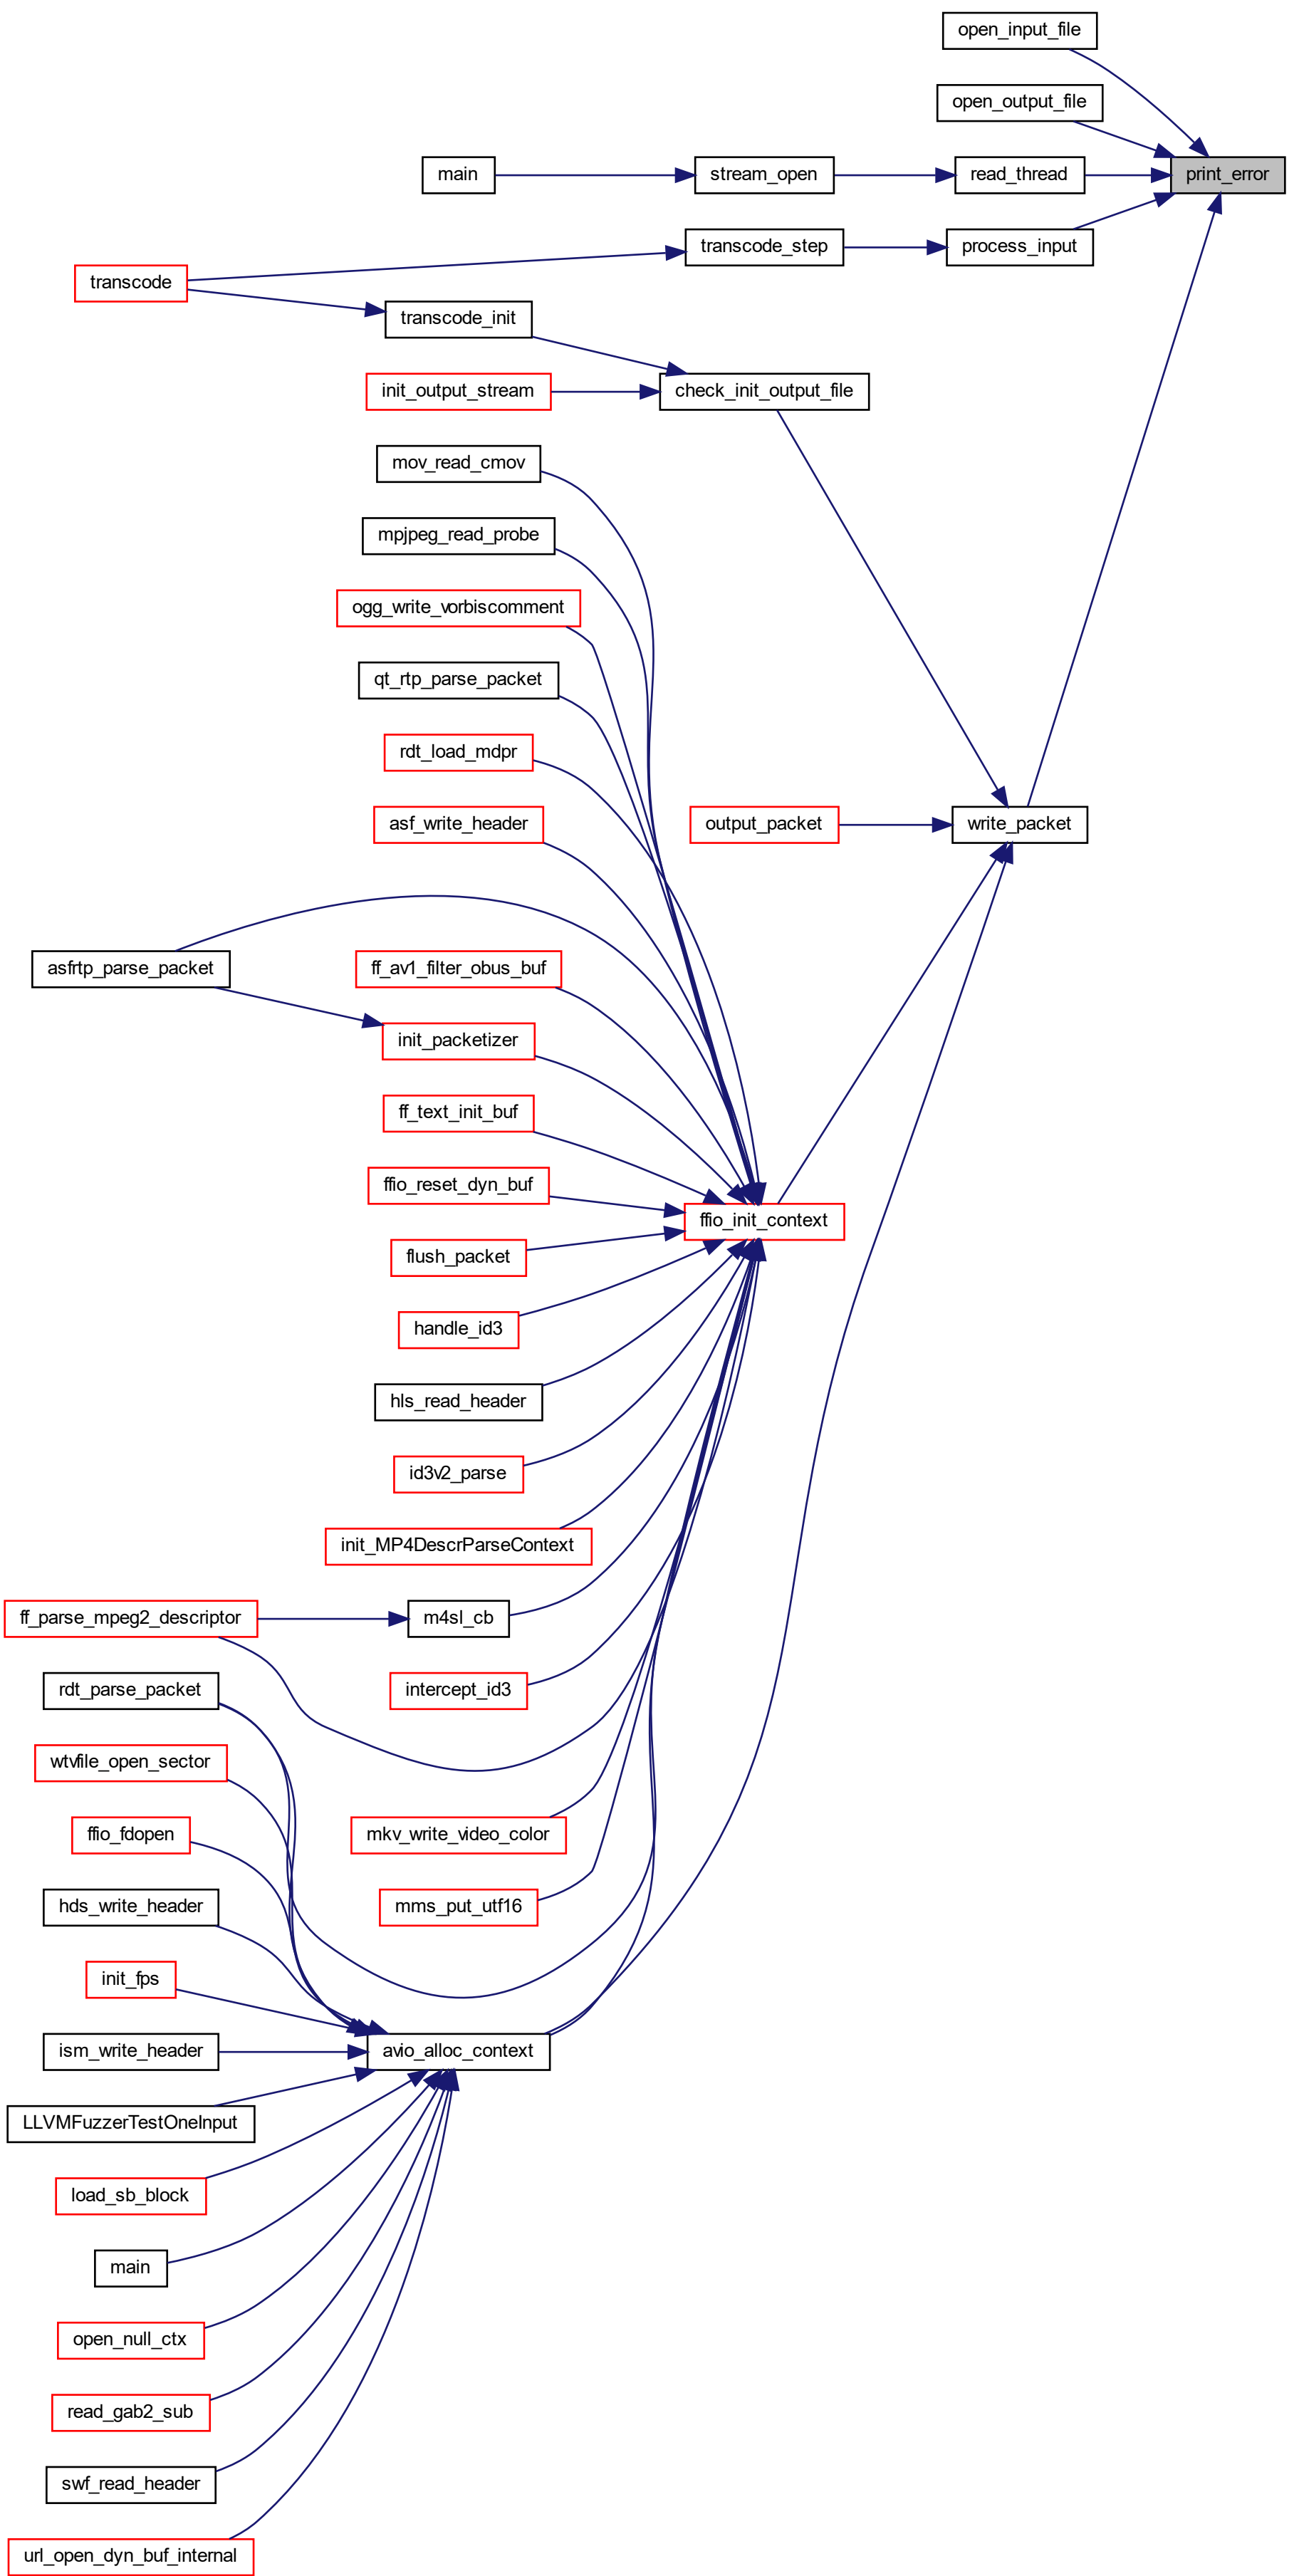 open_input_file
open_output_file
main
stream_open
read_thread
print_error
transcode_step
process_input
transcode
transcode_init
init_output_stream
check_init_output_file
mov_read_cmov
mpjpeg_read_probe
ogg_write_vorbiscomment
qt_rtp_parse_packet
rdt_load_mdpr
asf_write_header
output_packet
write_packet
asfrtp_parse_packet
ff_av1_filter_obus_buf
init_packetizer
ff_text_init_buf
ffio_reset_dyn_buf
ffio_init_context
flush_packet
handle_id3
hls_read_header
id3v2_parse
init_MP4DescrParseContext
ff_parse_mpeg2_descriptor
m4sl_cb
rdt_parse_packet
intercept_id3
wtvfile_open_sector
ffio_fdopen
mkv_write_video_color
hds_write_header
mms_put_utf16
init_fps
ism_write_header
avio_alloc_context
LLVMFuzzerTestOneInput
load_sb_block
main
open_null_ctx
read_gab2_sub
swf_read_header
url_open_dyn_buf_internal